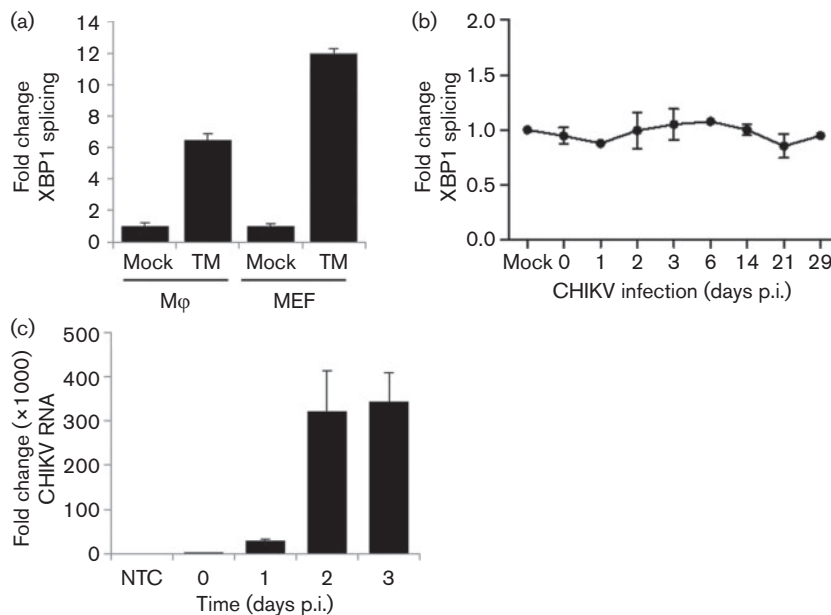 (a)
Fold change
XBP1 splicing
14
12
10
8
6
4
2
0
Mock TM Mock TM
Mφ MEF
(b)
Fold change
XBP1 splicing
2.0
1.5
1.0
0.5
0.0
Mock 0 1 2 3 6 14 21 29
CHIKV infection (days p.i.)
(c)
Fold change (×1000)
CHIKV RNA
500
400
300
200
100
0
NTC 0 1 2 3
Time (days p.i.)